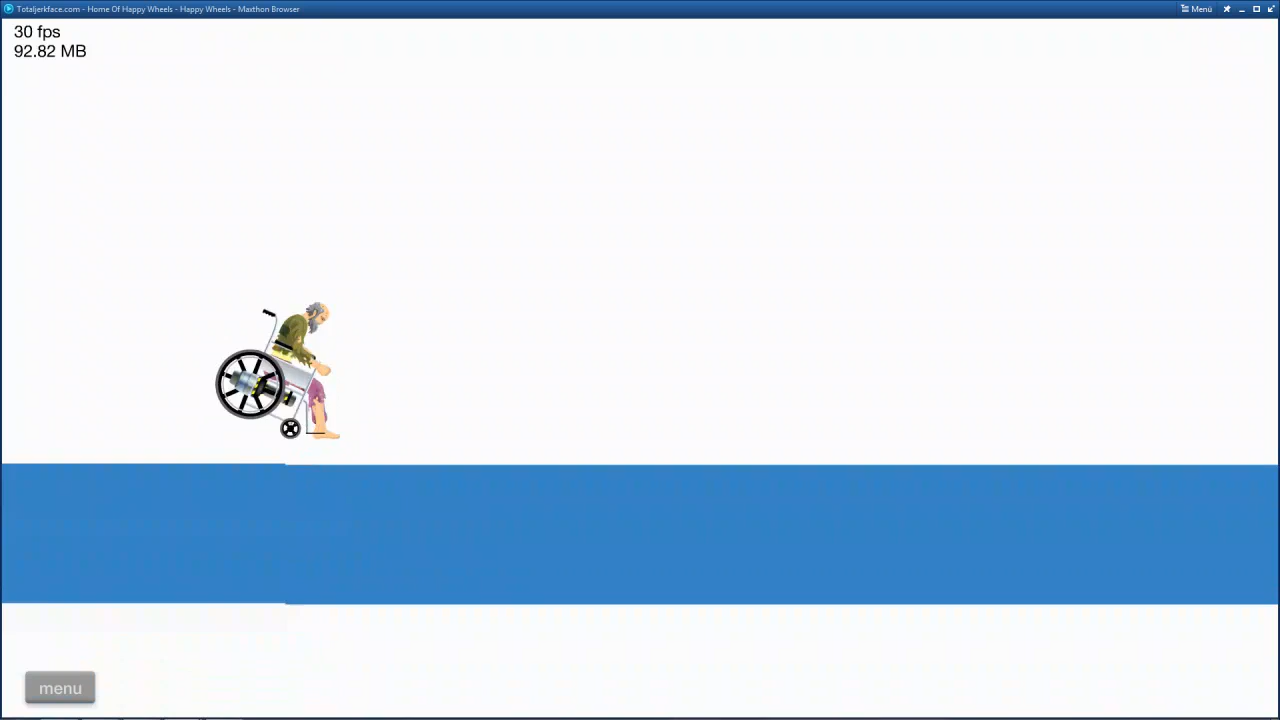 Totaljerkface.com - Home Of Happy Wheels - Happy Wheels - Maxthon Browser
Menü
30 fps
92.82 MB
menu